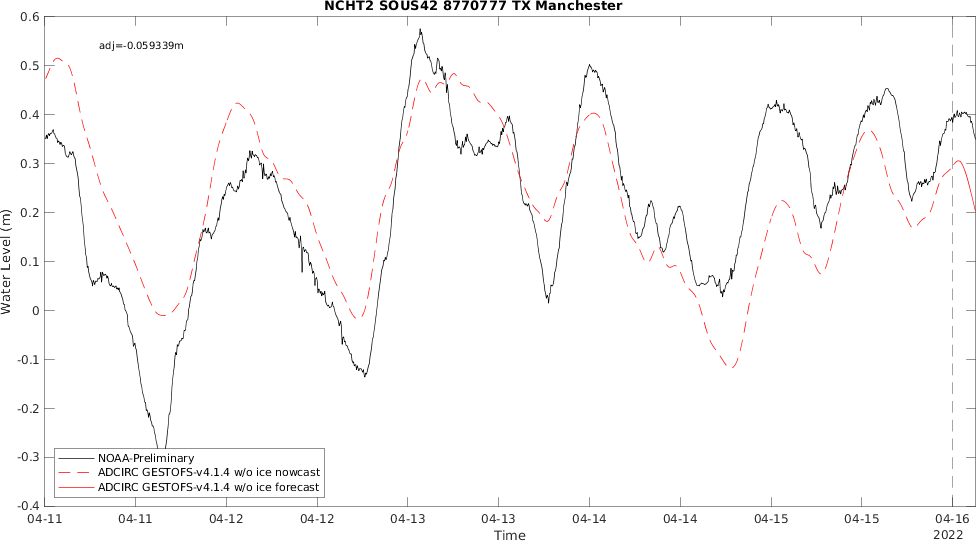 NCHT2 SOUS42 8770777 TX Manchester
adj=-0.059339m
0.6
0.5
0.4
0.3
0.2
0.1
0
-0.1
-0.2
-0.3
-0.4
Water Level (m)
NOAA-Preliminary
ADCIRC GESTOFS-v4.1.4 w/o ice nowcast
ADCIRC GESTOFS-v4.1.4 w/o ice forecast
04-11 04-11 04-12 04-12 04-13 04-13 04-14 04-14 04-15 04-15 04-16
Time
2022